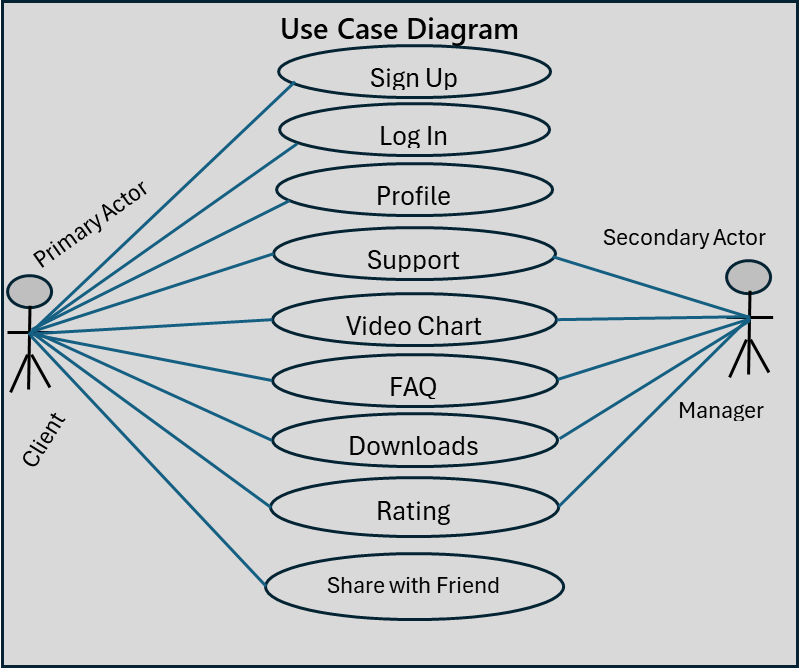 Use Case Diagram
Sign Up
Log In
Primary Actor
Profile
Secondary Actor
Support
Video Chart
FAQ
Manager
Client
Downloads
Rating
Share with Friend